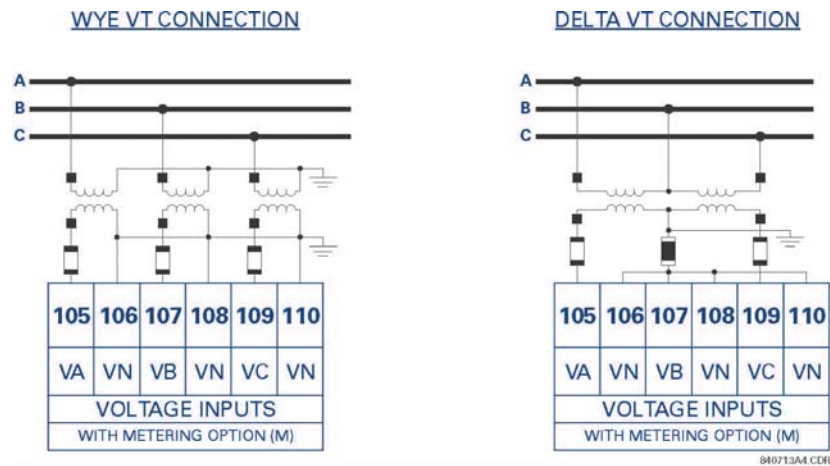 WYE VT CONNECTION
A
B
C
105 106 107 108 109 110
VA VN VB VN VC VN
VOLTAGE INPUTS
WITH METERING OPTION (M)
DELTA VT CONNECTION
A
B
C
105 106 107 108 109 110
VA VN VB VN VC VN
VOLTAGE INPUTS
WITH METERING OPTION (M)
840713A4.CDR